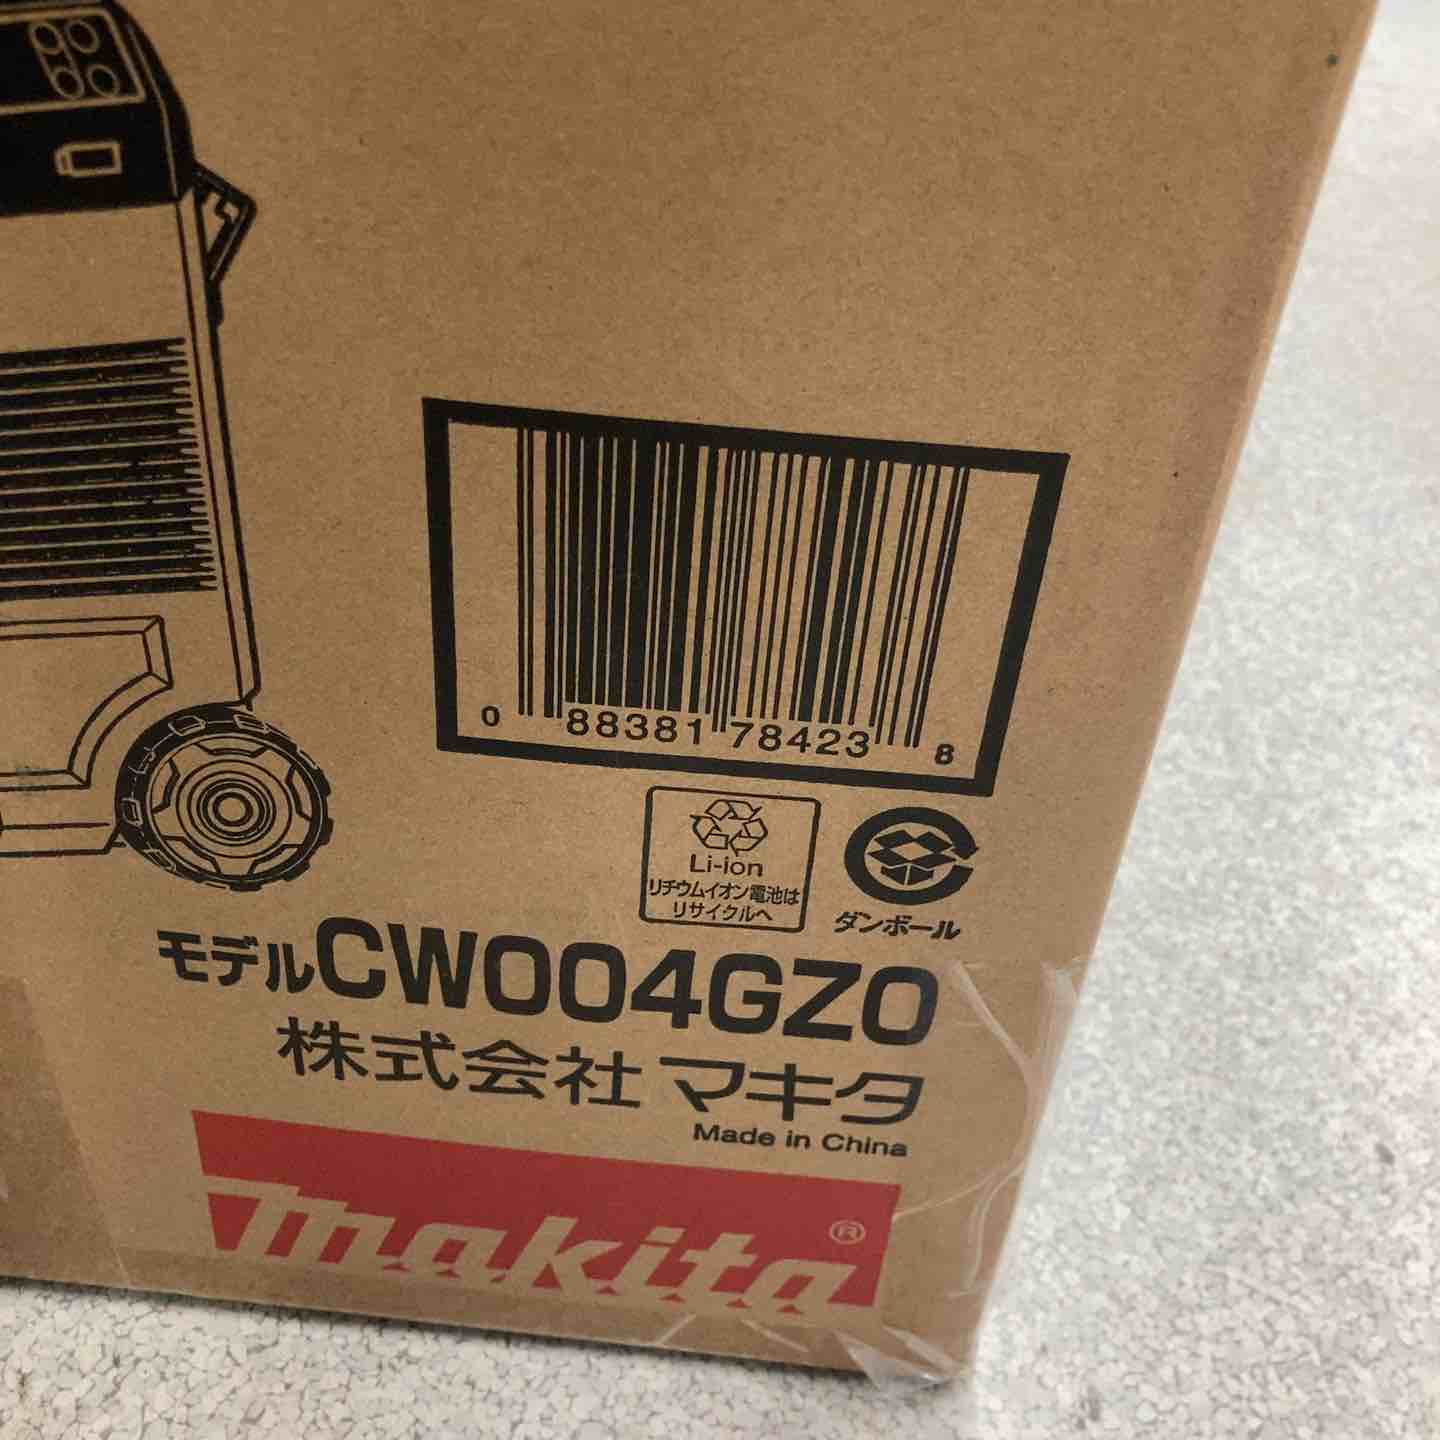 0 88381 78423 8
Li-ion
リチウムイオン電池は
リサイクルへ
ダンボール
モデルCW004GZO
株式会社マキタ
Made in China
makita®